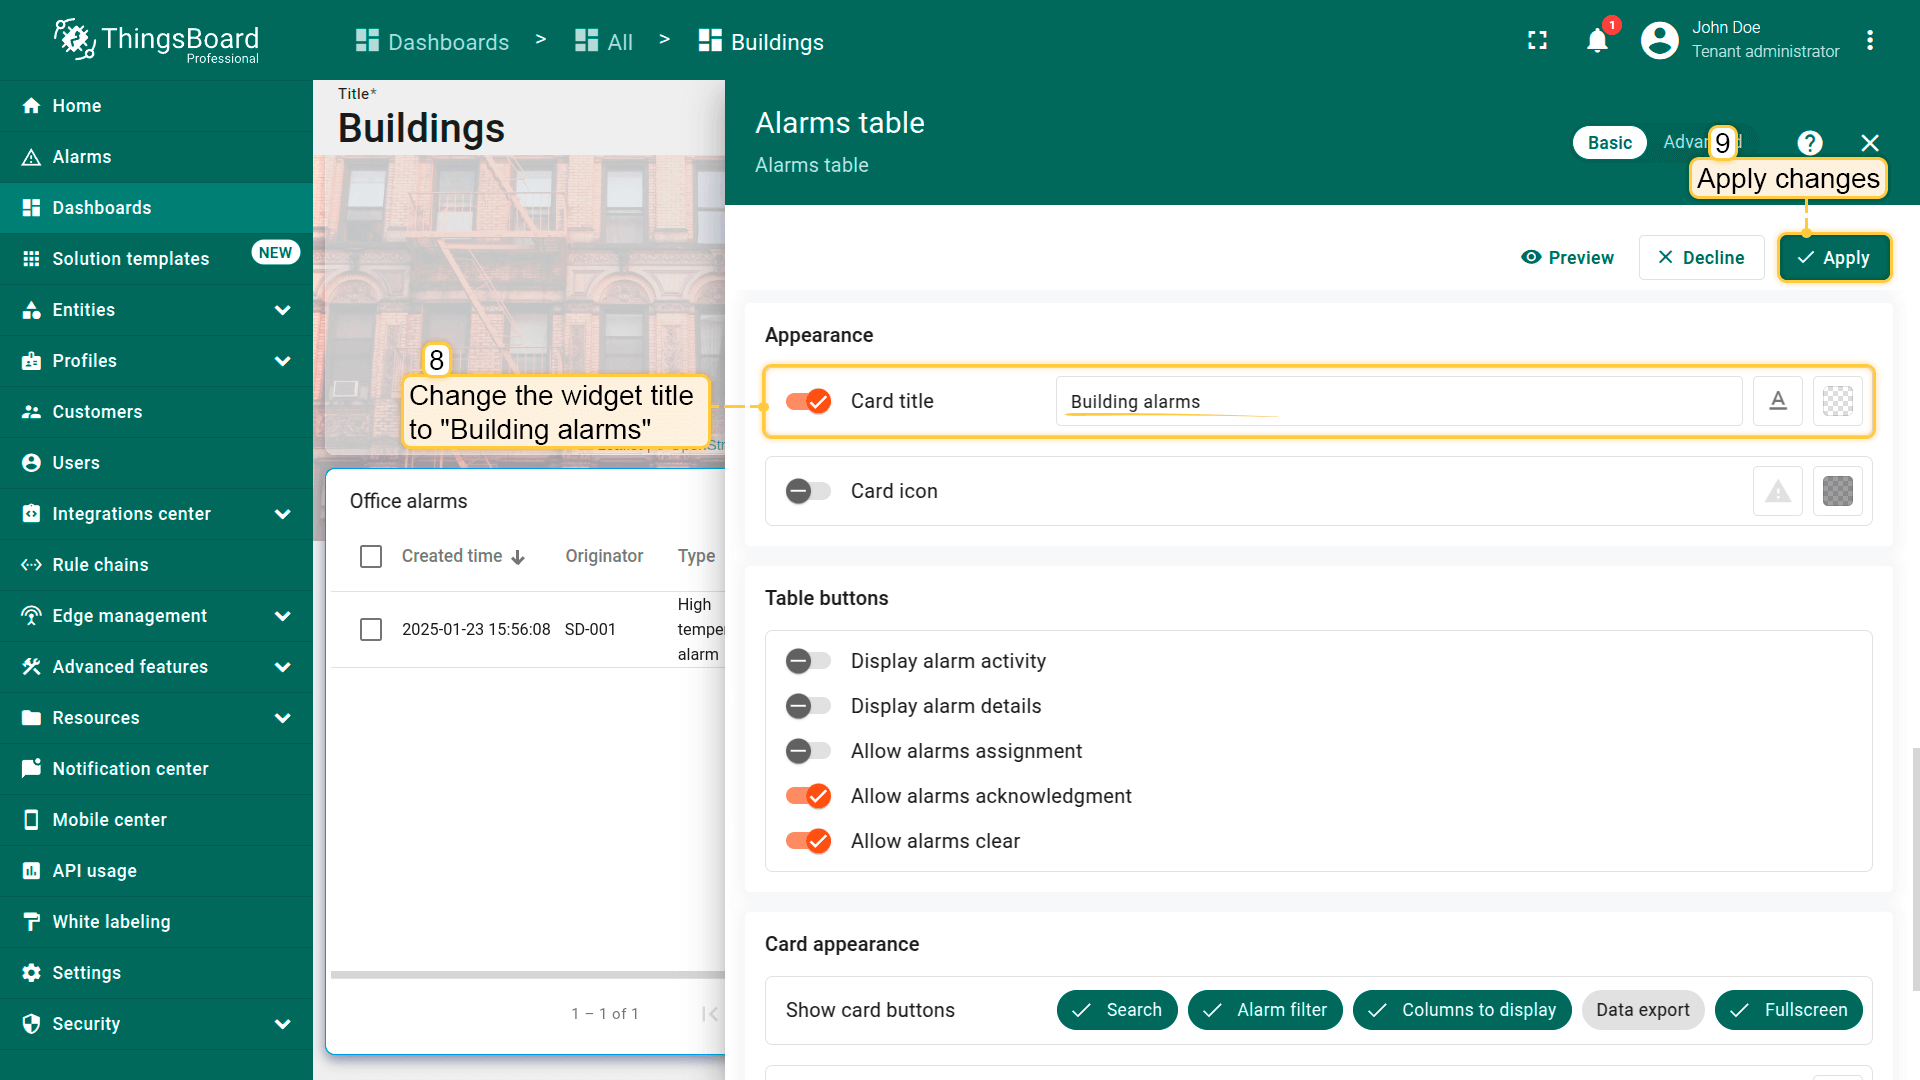 ThingsBoard
Professional
Dashboards > All > Buildings
1
John Doe
Tenant administrator
Home
Alarms
Dashboards
Solution templates NEW
Entities
Profiles
Customers
Users
Integrations center
Rule chains
Edge management
Advanced features
Resources
Notification center
Mobile center
API usage
White labeling
Settings
Security
Title*
Buildings
8
Change the widget title
to "Building alarms"
Office alarms
Created time Originator Type
2025-01-23 15:56:08 SD-001 High
tempe
alarm
1 – 1 of 1
Alarms table
Alarms table
Basic
9
Apply changes
Preview Decline Apply
Appearance
Card title Building alarms
Card icon
Table buttons
Display alarm activity
Display alarm details
Allow alarms assignment
Allow alarms acknowledgment
Allow alarms clear
Card appearance
Show card buttons Search Alarm filter Columns to display Data export Fullscreen